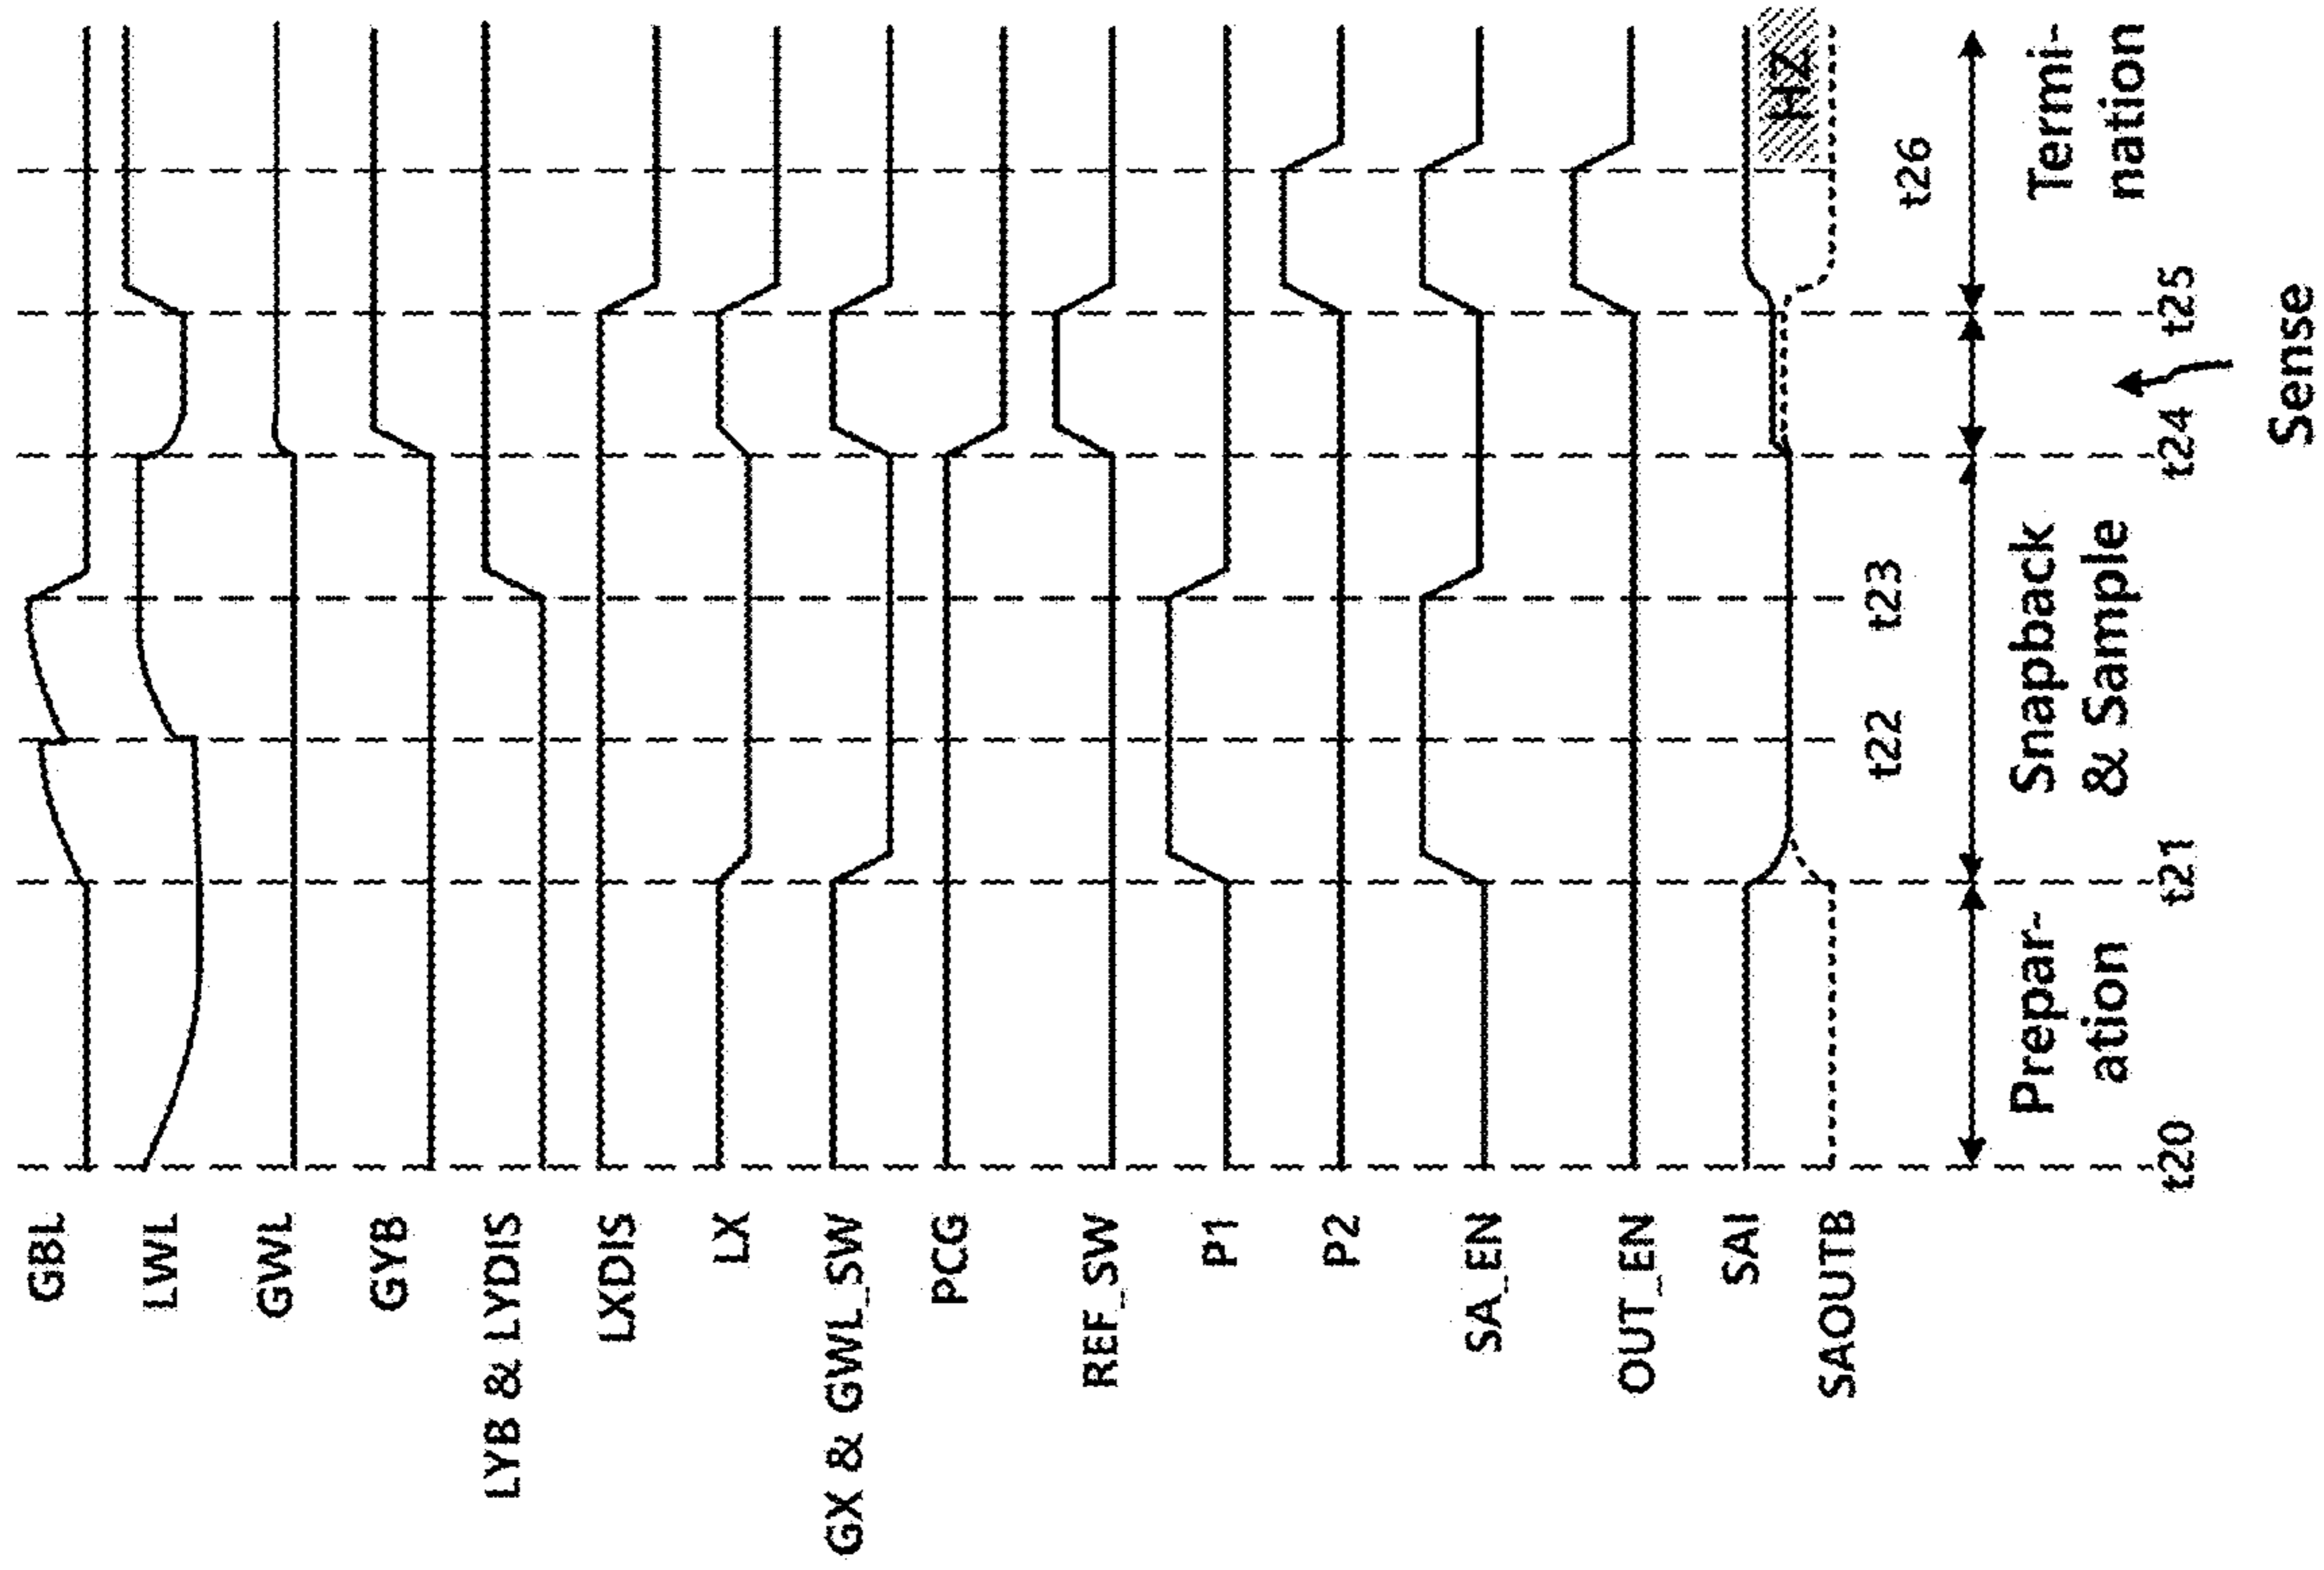 GBL
LWL
GWL
GYB
LYB & LYDIS
LXDIS
LX
GX & GWL_SW
PCG
REF_SW
P1
P2
SA_EN
OUT_EN
SAI
SAOUTB
HZ
t22
t23
t26
Prepar-
ation
Snapback
& Sample
Termi-
nation
t20
t21
t24
t25
Sense